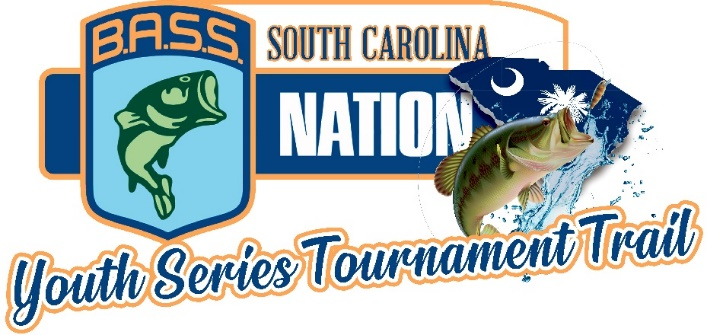 B.A.S.S.
SOUTH CAROLINA
NATION
Youth Series Tournament Trail